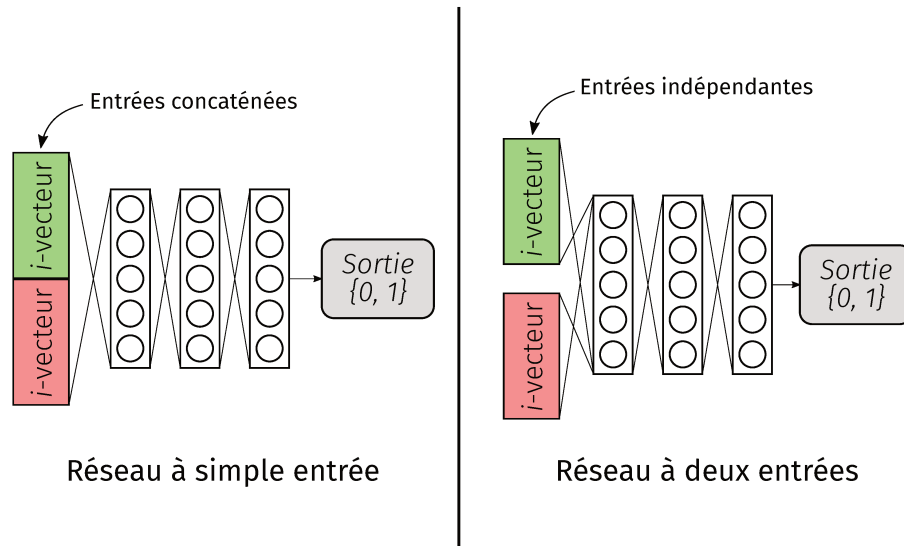 Entrées concaténées
i-vecteur
i-vecteur
Sortie
{0, 1}
Réseau à simple entrée
Entrées indépendantes
i-vecteur
i-vecteur
Sortie
{0, 1}
Réseau à deux entrées